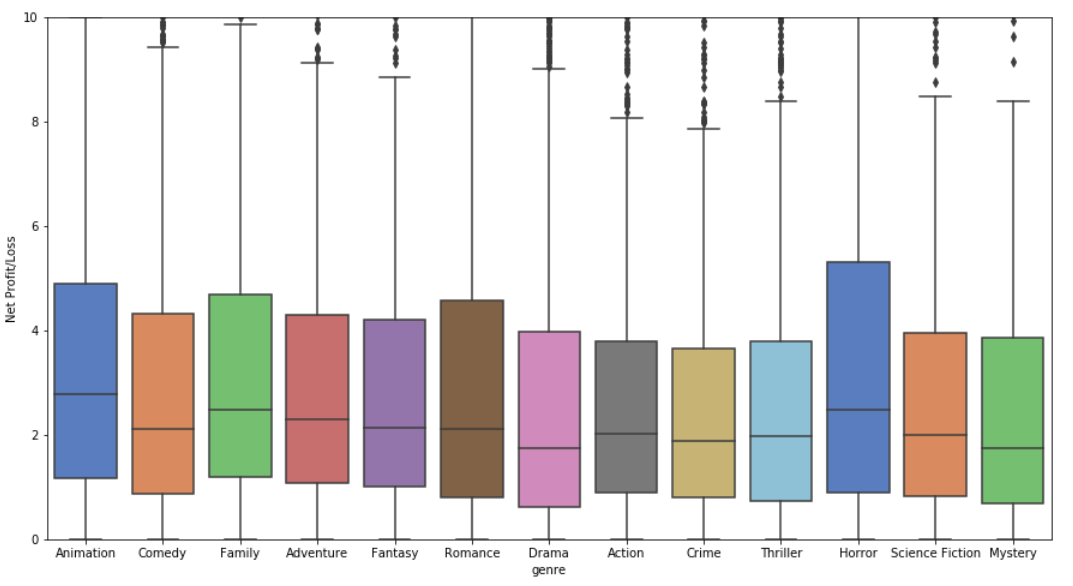 10
8
6
4
2
0
Net Profit/Loss
Animation Comedy Family Adventure Fantasy Romance Drama Action Crime Thriller Horror Science Fiction Mystery
genre